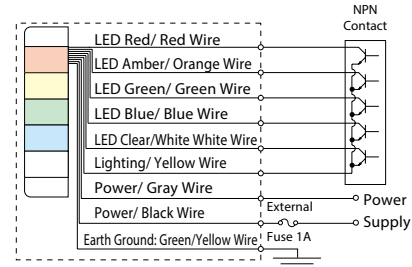 NPN
Contact
LED Red/ Red Wire
LED Amber/ Orange Wire
LED Green/ Green Wire
LED Blue/ Blue Wire
LED Clear/White White Wire
Lighting/ Yellow Wire
Power/ Gray Wire
Power
External
Power/ Black Wire
Supply
Fuse 1A
Earth Ground: Green/Yellow Wire